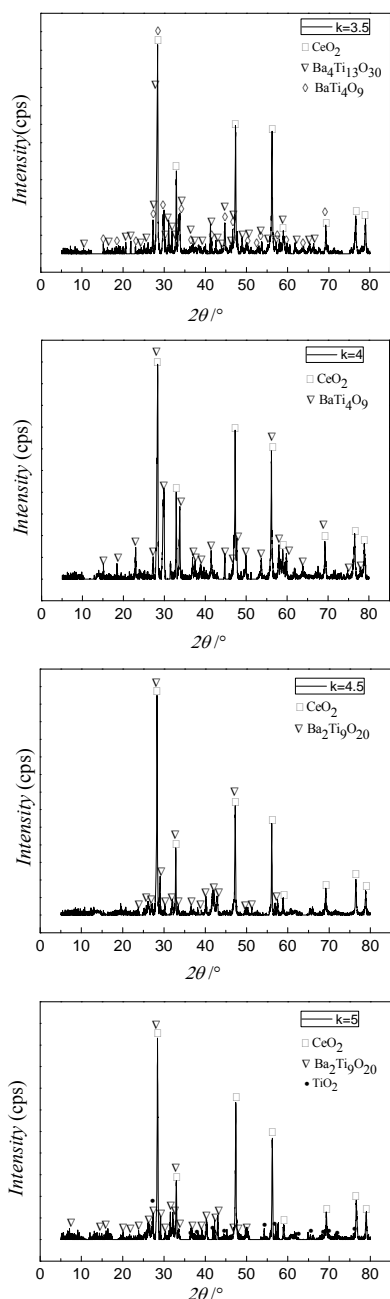 k=3.5
□ CeO2
▽ Ba4Ti13O30
◇ BaTi4O9
Intensity(cps)
0 10 20 30 40 50 60 70 80
2θ /°
k=4
□ CeO2
▽ BaTi4O9
Intensity (cps)
0 10 20 30 40 50 60 70 80
2θ /°
k=4.5
□ CeO2
▽ Ba2Ti9O20
Intensity (cps)
0 10 20 30 40 50 60 70 80
2θ /°
k=5
□ CeO2
▽ Ba2Ti9O20
• TiO2
Intensity (cps)
0 10 20 30 40 50 60 70 80
2θ /°